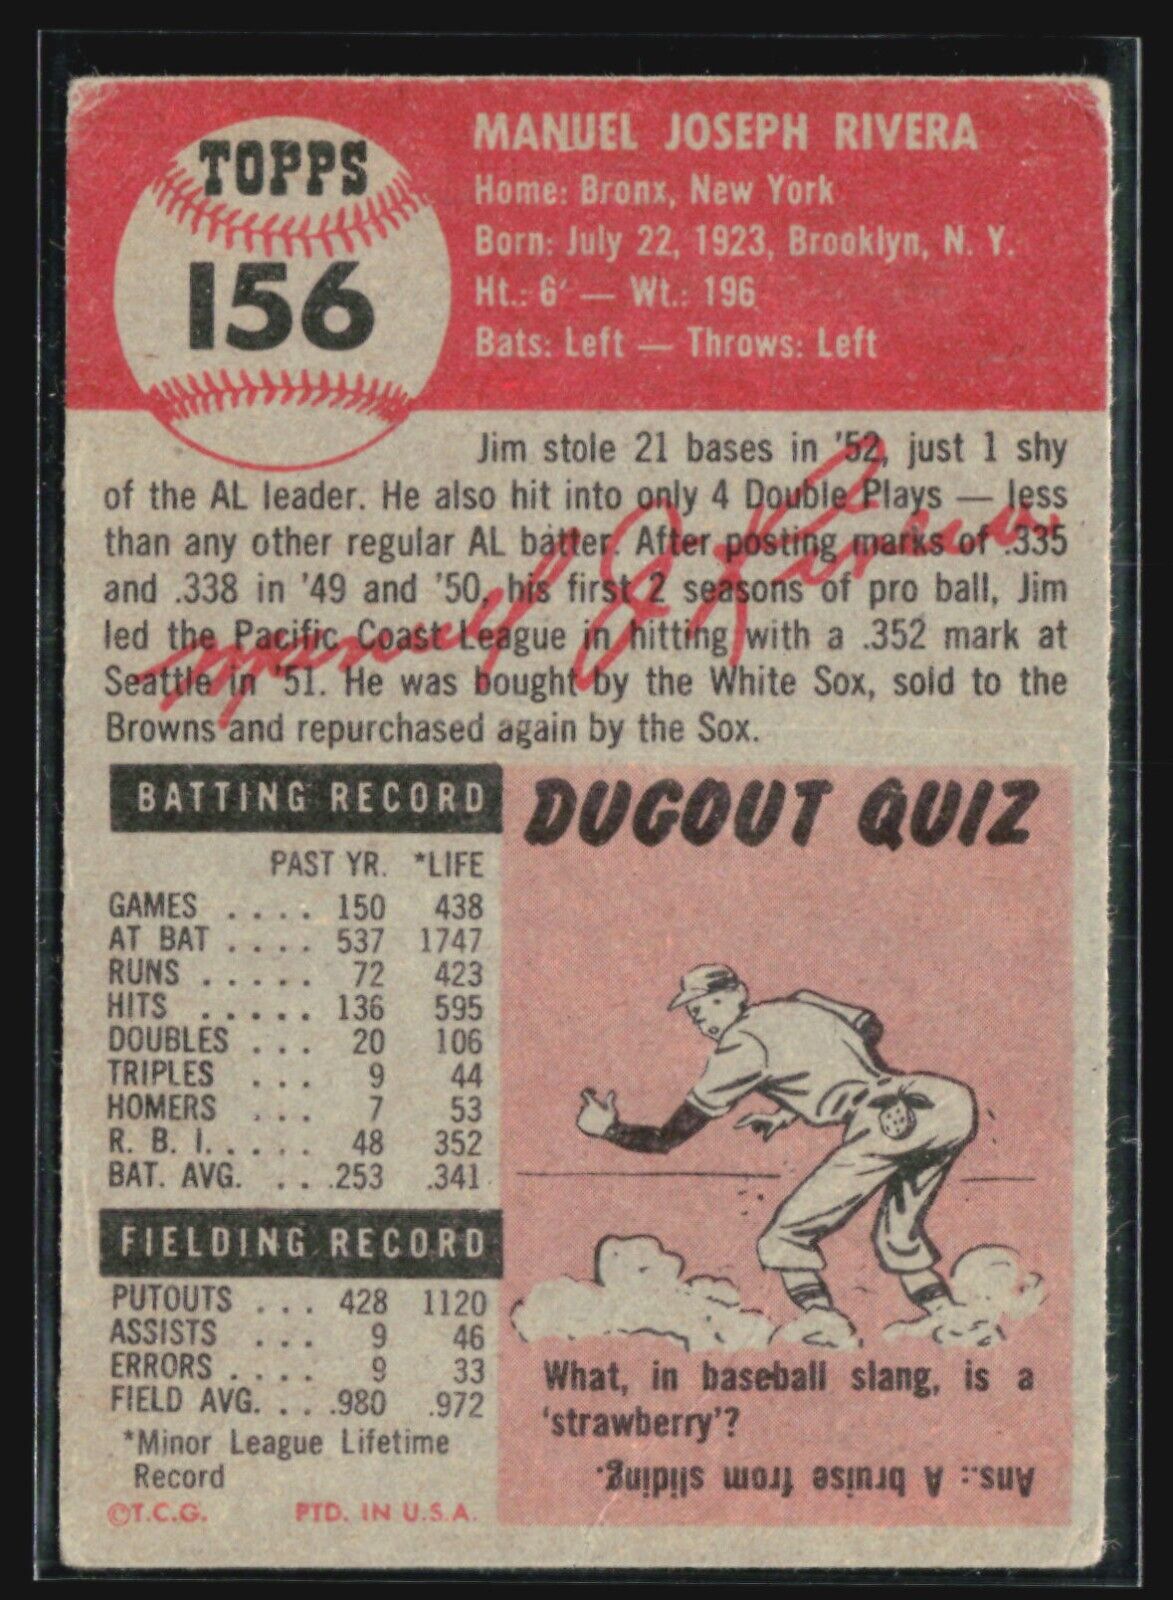 TOPPS
156
MANUEL JOSEPH RIVERA
Home: Bronx, New York
Born: July 22, 1923, Brooklyn, N. Y.
Ht.: 6' — Wt.: 196
Bats: Left — Throws: Left
Jim stole 21 bases in '52, just 1 shy
of the AL leader. He also hit into only 4 Double Plays — less
than any other regular AL batter. After posting marks of .335
and .338 in '49 and '50, his first 2 seasons of pro ball, Jim
led the Pacific Coast League in hitting with a .352 mark at
Seattle in '51. He was bought by the White Sox, sold to the
Browns and repurchased again by the Sox.
Manuel J. Rivera
BATTING RECORD
PAST YR. *LIFE
GAMES . . . . 150 438
AT BAT . . . . 537 1747
RUNS . . . . . 72 423
HITS . . . . . 136 595
DOUBLES . . . 20 106
TRIPLES . . . 9 44
HOMERS . . . 7 53
R. B. I. . . . . 48 352
BAT. AVG. . . .253 .341
FIELDING RECORD
PUTOUTS . . . 428 1120
ASSISTS . . . 9 46
ERRORS . . . . 9 33
FIELD AVG. . . .980 .972
*Minor League Lifetime
Record
©T.C.G. PTD. IN U.S.A.
DUGOUT QUIZ
What, in baseball slang, is a
'strawberry'?
Ans.: A bruise from sliding.